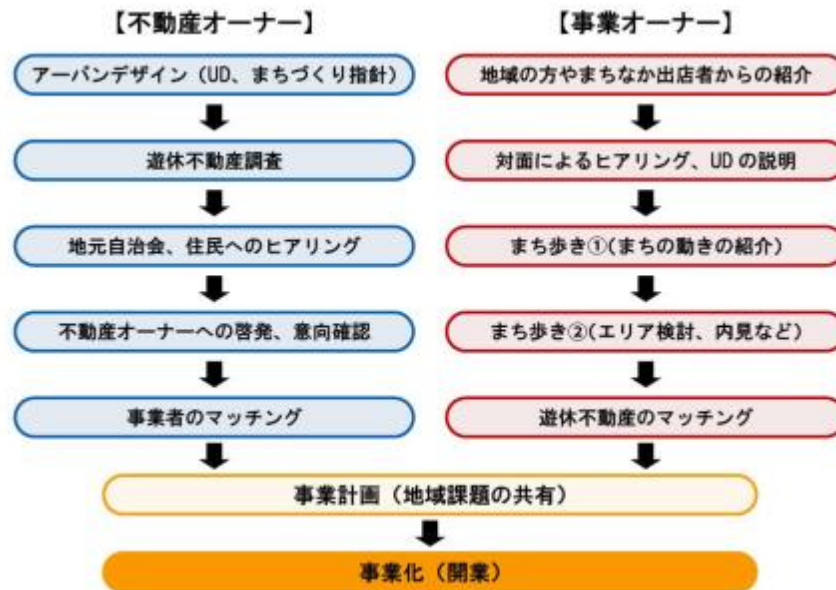 【不動産オーナー】
アーバンデザイン（UD、まちづくり指針）
遊休不動産調査
地元自治会、住民へのヒアリング
不動産オーナーへの啓発、意向確認
事業者のマッチング
【事業オーナー】
地域の方やまちなか出店者からの紹介
対面によるヒアリング、UDの説明
まち歩き①(まちの動きの紹介）
まち歩き②(エリア検討、内見など）
遊休不動産のマッチング
事業計画（地域課題の共有）
事業化（開業）